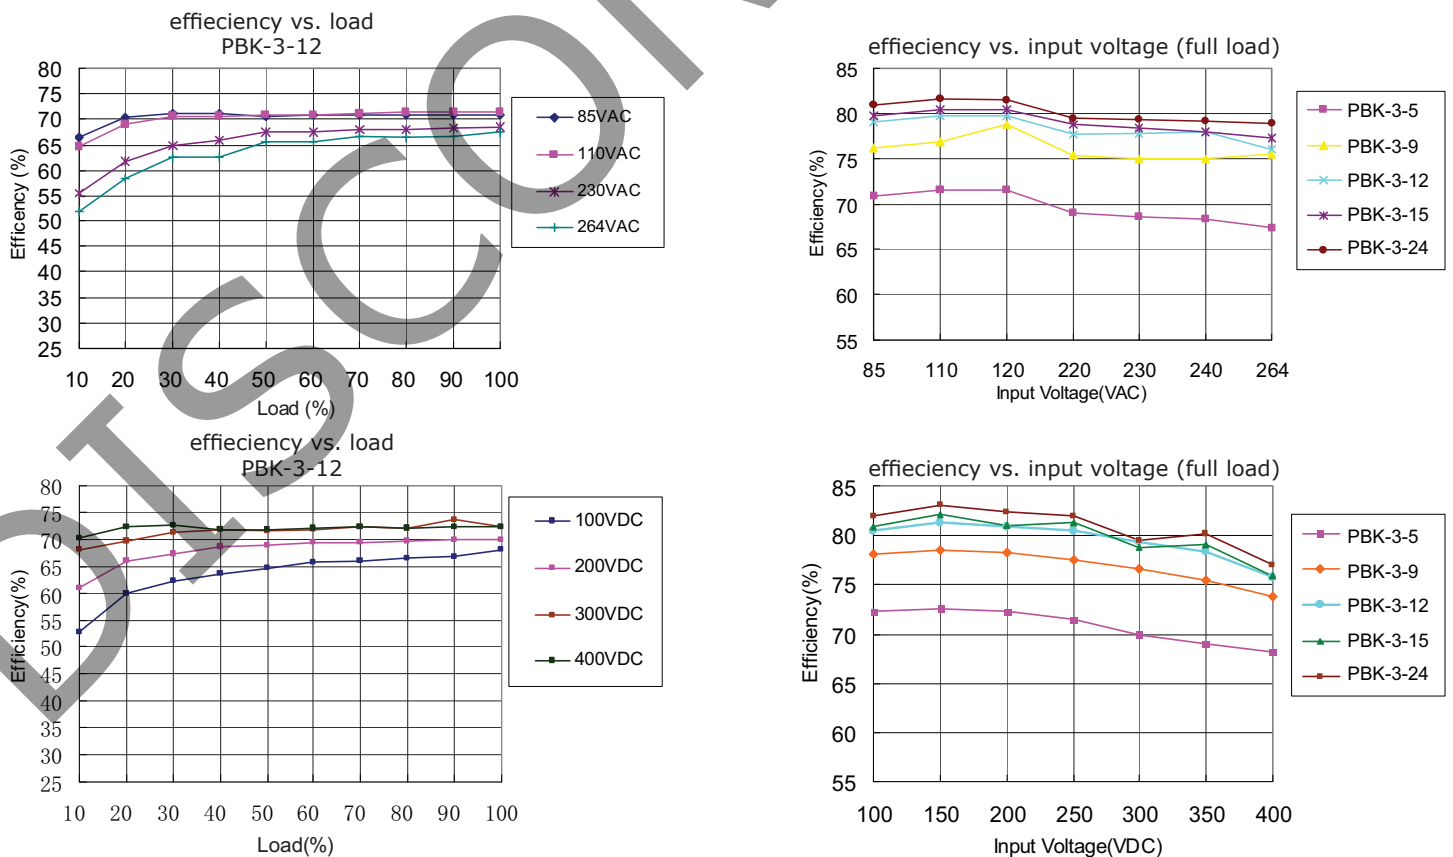 effieciency vs. load
PBK-3-12
80
75
70
65
60
55
50
45
40
35
30
25
Efficency (%)
10 20 30 40 50 60 70 80 90 100
Load (%)
85VAC
110VAC
230VAC
264VAC
effieciency vs. input voltage (full load)
85
80
75
70
65
60
55
Efficiency(%)
85 110 120 220 230 240 264
Input Voltage(VAC)
PBK-3-5
PBK-3-9
PBK-3-12
PBK-3-15
PBK-3-24
effieciency vs. load
PBK-3-12
80
75
70
65
60
55
50
45
40
35
30
25
Efficiency(%)
10 20 30 40 50 60 70 80 90 100
Load(%)
100VDC
200VDC
300VDC
400VDC
effieciency vs. input voltage (full load)
85
80
75
70
65
60
55
Efficiency(%)
100 150 200 250 300 350 400
Input Voltage(VDC)
PBK-3-5
PBK-3-9
PBK-3-12
PBK-3-15
PBK-3-24
DISCON